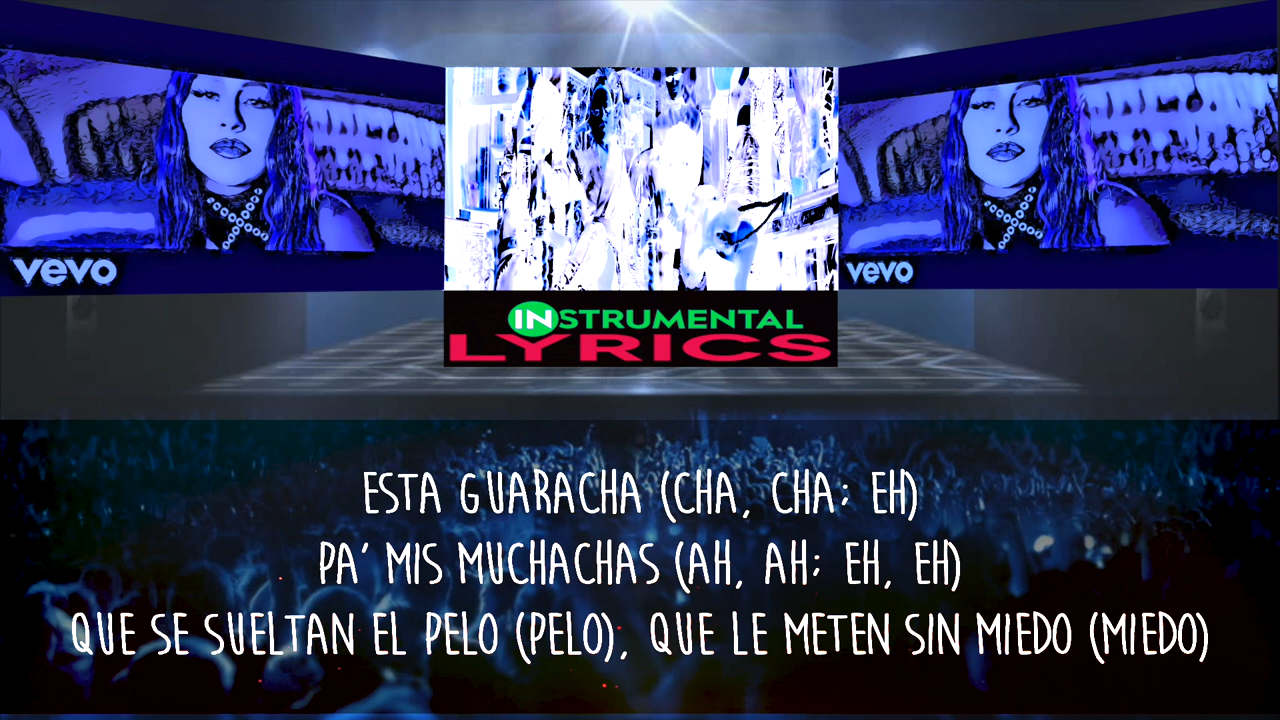 vevo
vevo
INSTRUMENTAL
LYRICS
ESTA GUARACHA (CHA, CHA; EH)
PA' MIS MUCHACHAS (AH, AH; EH, EH)
QUE SE SUELTAN EL PELO (PELO), QUE LE METEN SIN MIEDO (MIEDO)